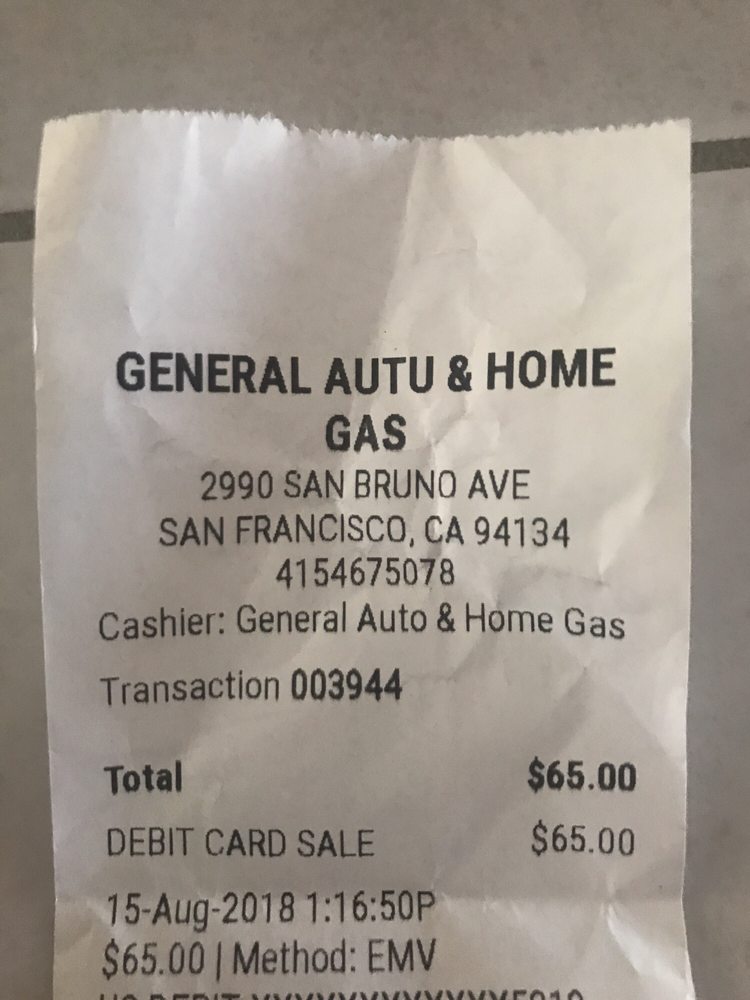 GENERAL AUTU & HOME
GAS
2990 SAN BRUNO AVE
SAN FRANCISCO, CA 94134
4154675078
Cashier: General Auto & Home Gas
Transaction 003944
Total $65.00
DEBIT CARD SALE $65.00
15-Aug-2018 1:16:50P
$65.00 | Method: EMV